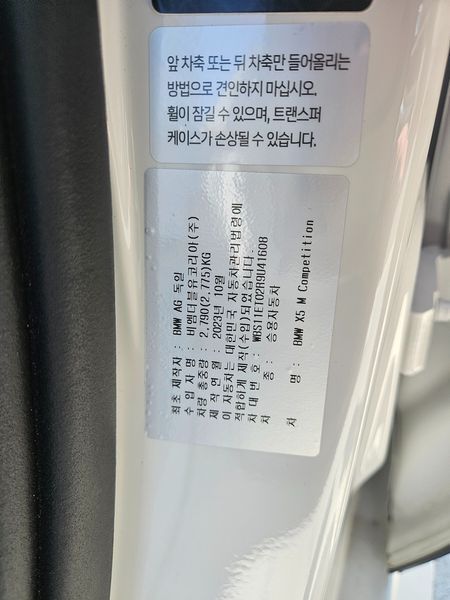 앞 차축 또는 뒤 차축만 들어올리는
방법으로 견인하지 마십시오.
휠이 잠길 수 있으며, 트랜스퍼
케이스가 손상될 수 있습니다.
최초 제작자 : BMW AG 독일
수 입 자 명 : 비엠더블유코리아(주)
차량 총중량 : 2,790(2,775)KG
제 작 연 월 : 2023년 10월
이 자동차는 대한민국 자동차관리법령에
적합하게 제작(수입)되었습니다.
차 대 번 호 : WBS11ET02R9U41608
차 종 : 승용자동차
차 명 : BMW X5 M Competition